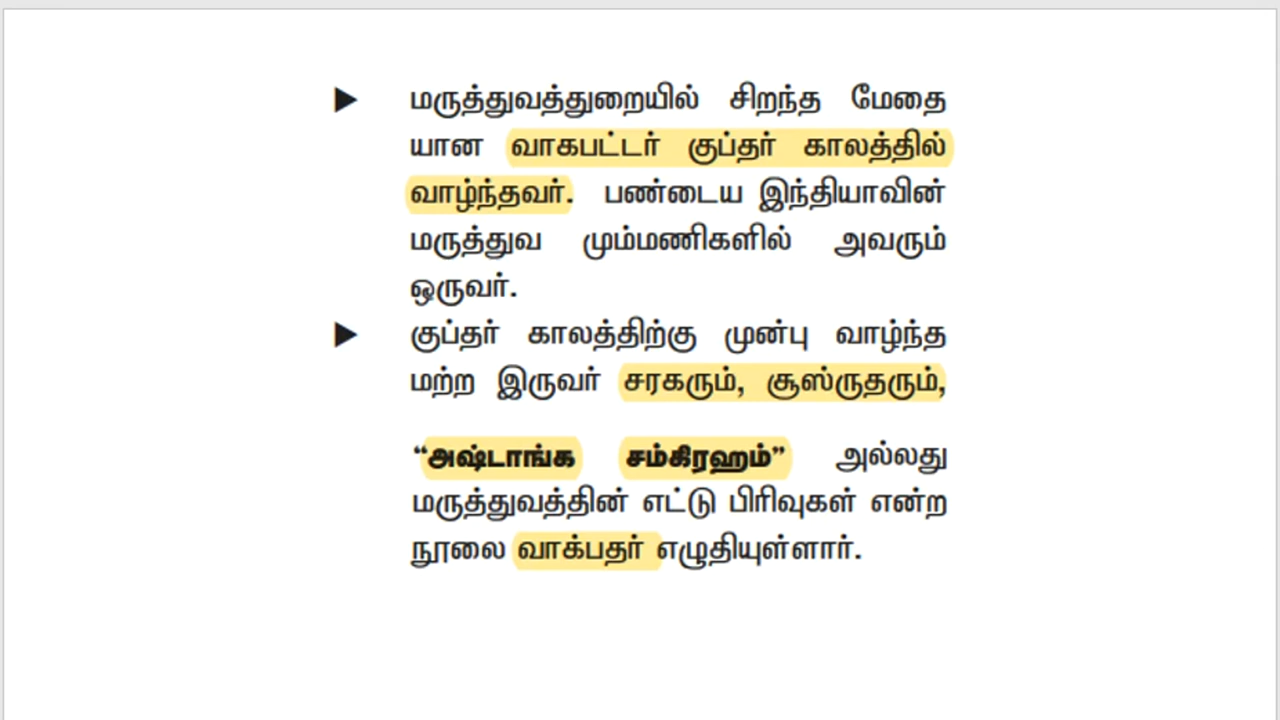 ▶ மருத்துவத்துறையில் சிறந்த மேதை
யான வாகபட்டர் குப்தர் காலத்தில்
வாழ்ந்தவர். பண்டைய இந்தியாவின்
மருத்துவ மும்மணிகளில் அவரும்
ஒருவர்.
▶ குப்தர் காலத்திற்கு முன்பு வாழ்ந்த
மற்ற இருவர் சரகரும், சூஸ்ருதரும்,
“அஷ்டாங்க சம்கிரஹம்” அல்லது
மருத்துவத்தின் எட்டு பிரிவுகள் என்ற
நூலை வாக்பதர் எழுதியுள்ளார்.